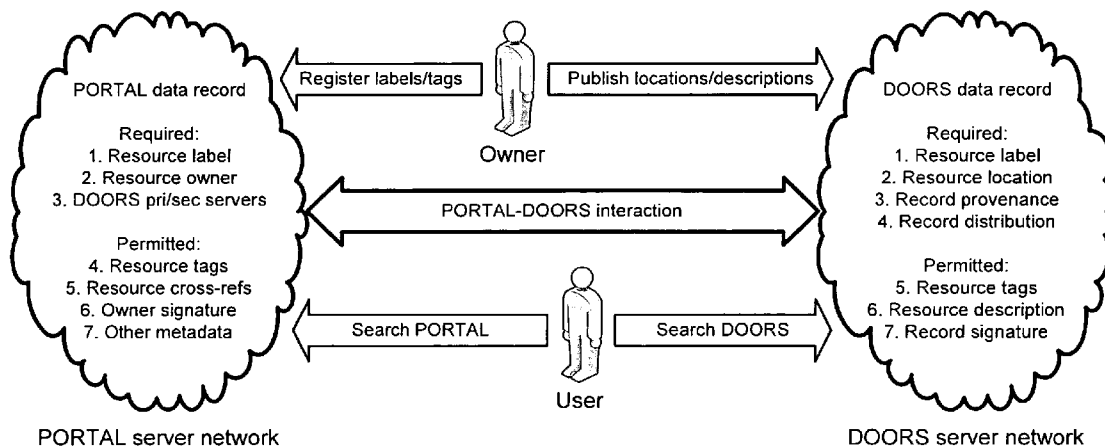 PORTAL data record
Required:
1. Resource label
2. Resource owner
3. DOORS pri/sec servers
Permitted:
4. Resource tags
5. Resource cross-refs
6. Owner signature
7. Other metadata
PORTAL server network
Register labels/tags
Publish locations/descriptions
Owner
PORTAL-DOORS interaction
Search PORTAL
Search DOORS
User
DOORS data record
Required:
1. Resource label
2. Resource location
3. Record provenance
4. Record distribution
Permitted:
5. Resource tags
6. Resource description
7. Record signature
DOORS server network